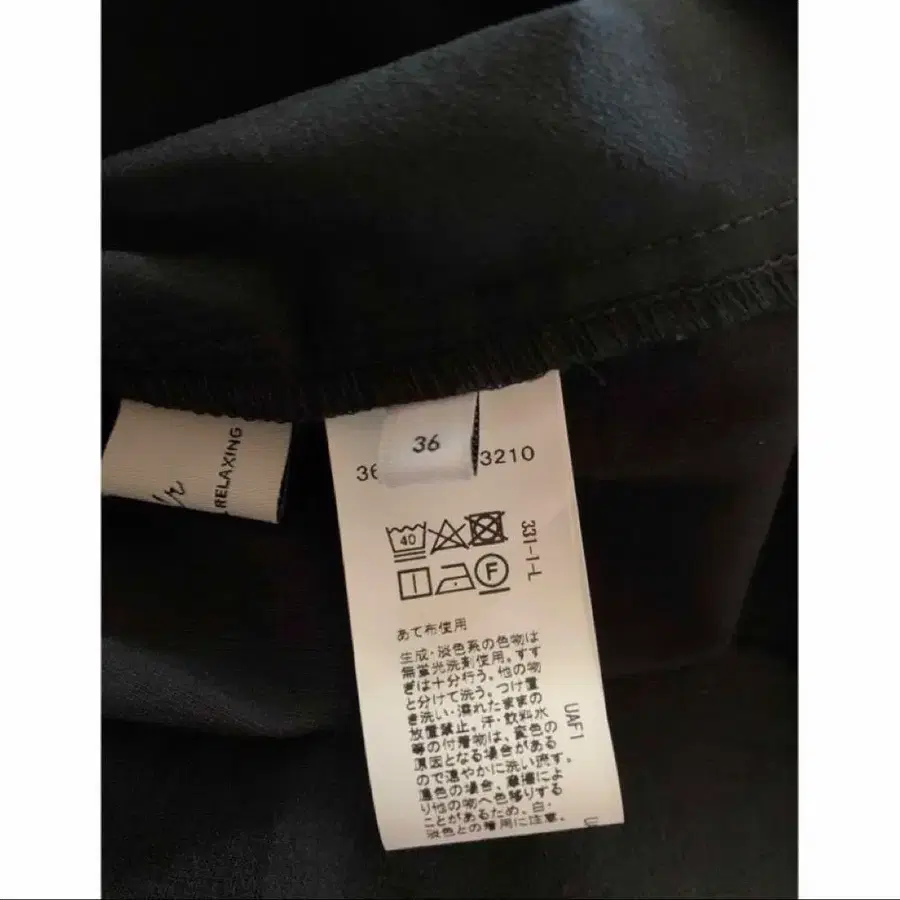 RELAXING
36
36
3210
40
331-1-L
F
あて布使用
生成・淡色系の色物は
無蛍光洗剤使用。すす
ぎは十分行う。他の物
と分けて洗う。つけ置
き洗い・濡れたままの
放置禁止。汗・飲料水
等の付着物は、変色の
原因となる場合がある
ので速やかに洗い流す。
濃色の場合、摩擦によ
り他の物へ色移りする
ことがあるため、白・
淡色との着用に注意。
UAF1